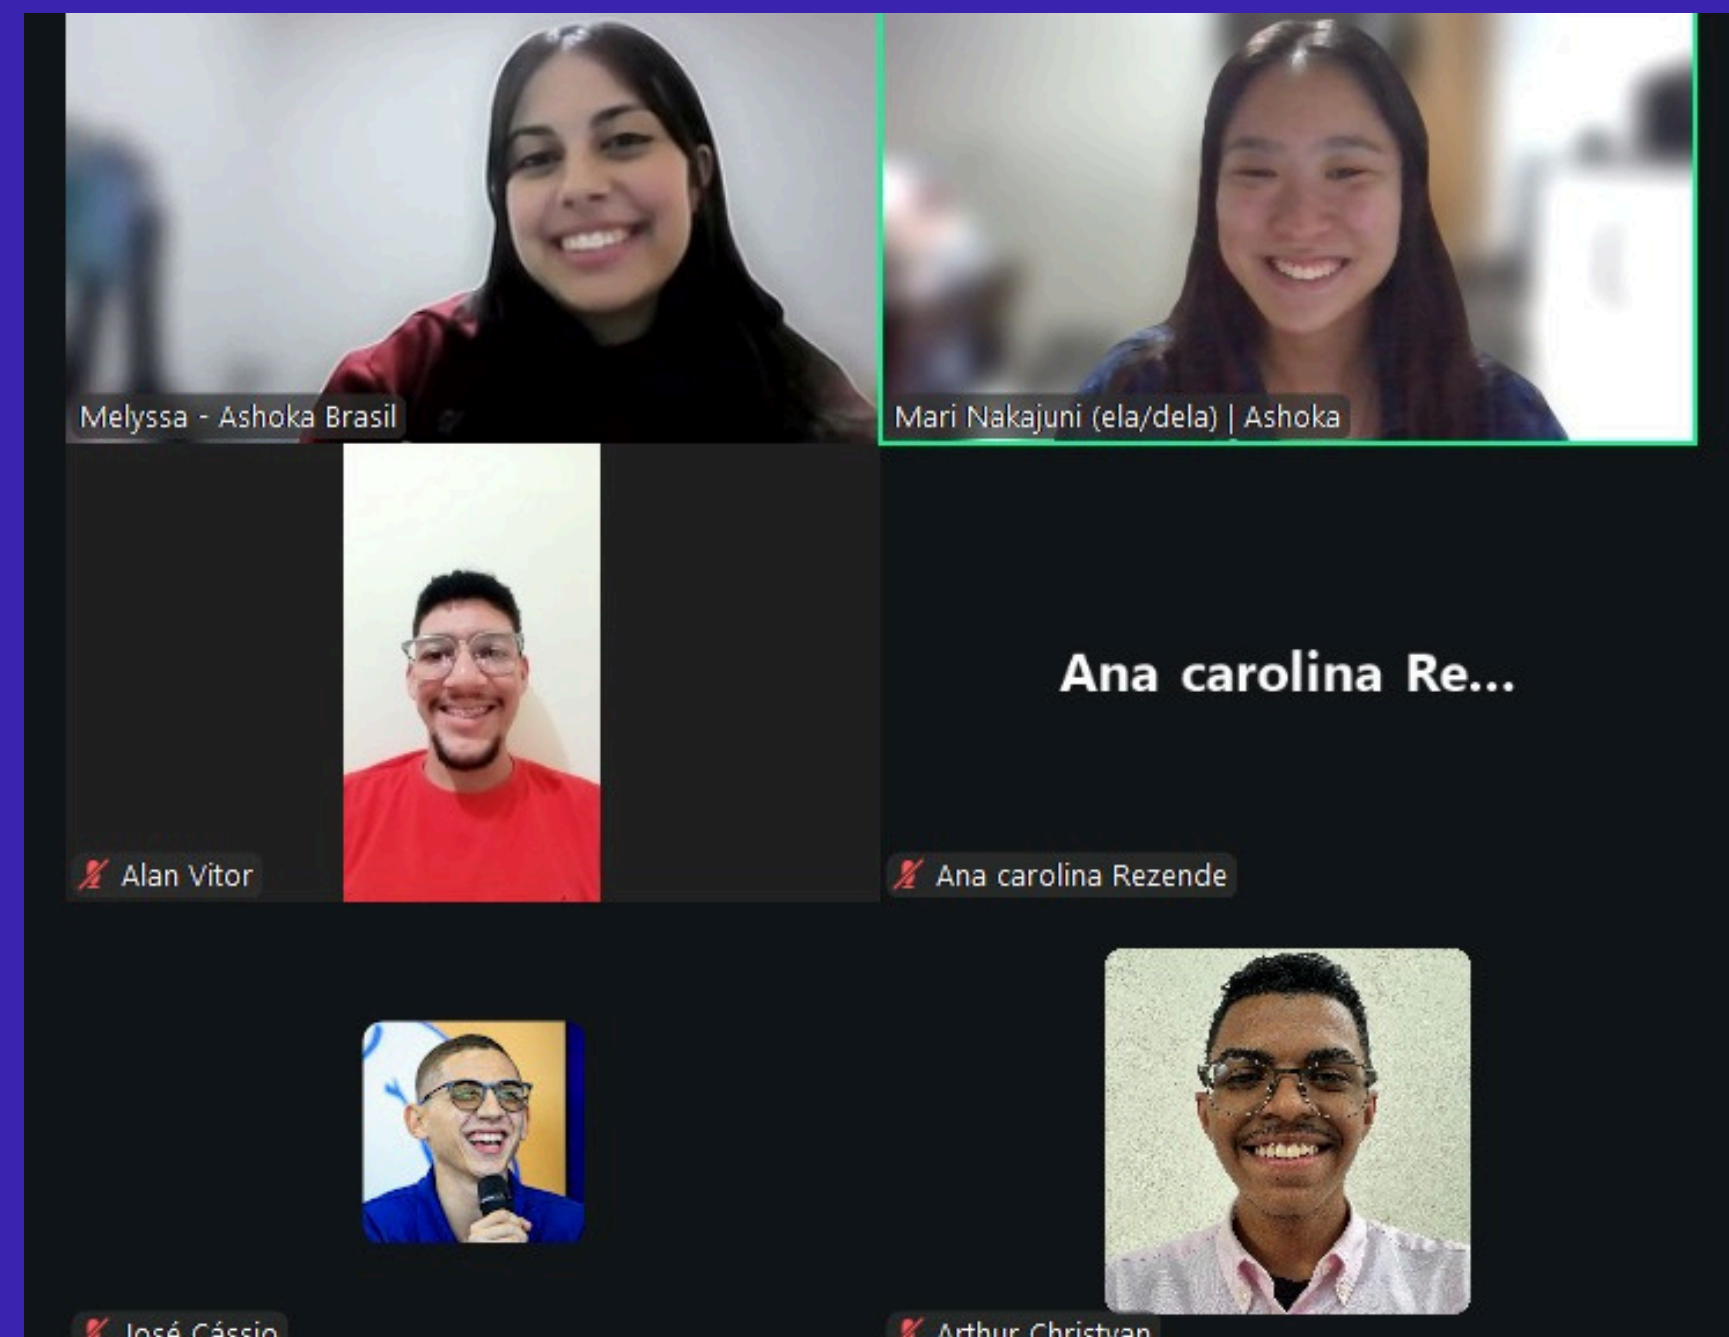 Melyssa - Ashoka Brasil
Mari Nakajuni (ela/dela) | Ashoka
Ana carolina Re...
Alan Vitor
Ana carolina Rezende
José Cássio
Arthur Christyan